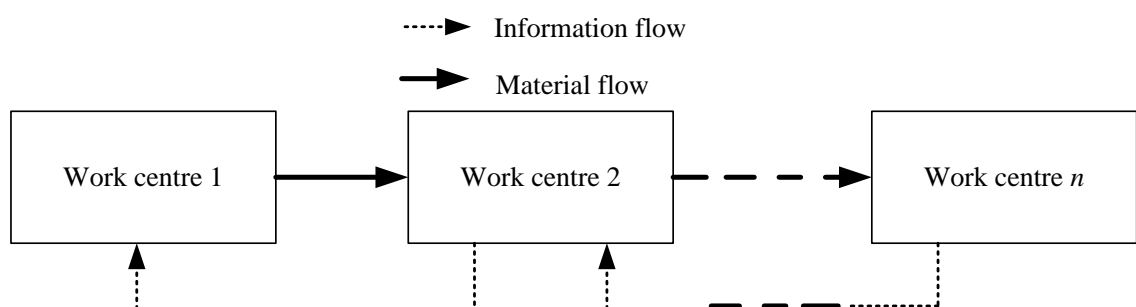 Information flow
Material flow
Work centre 1
Work centre 2
Work centre n